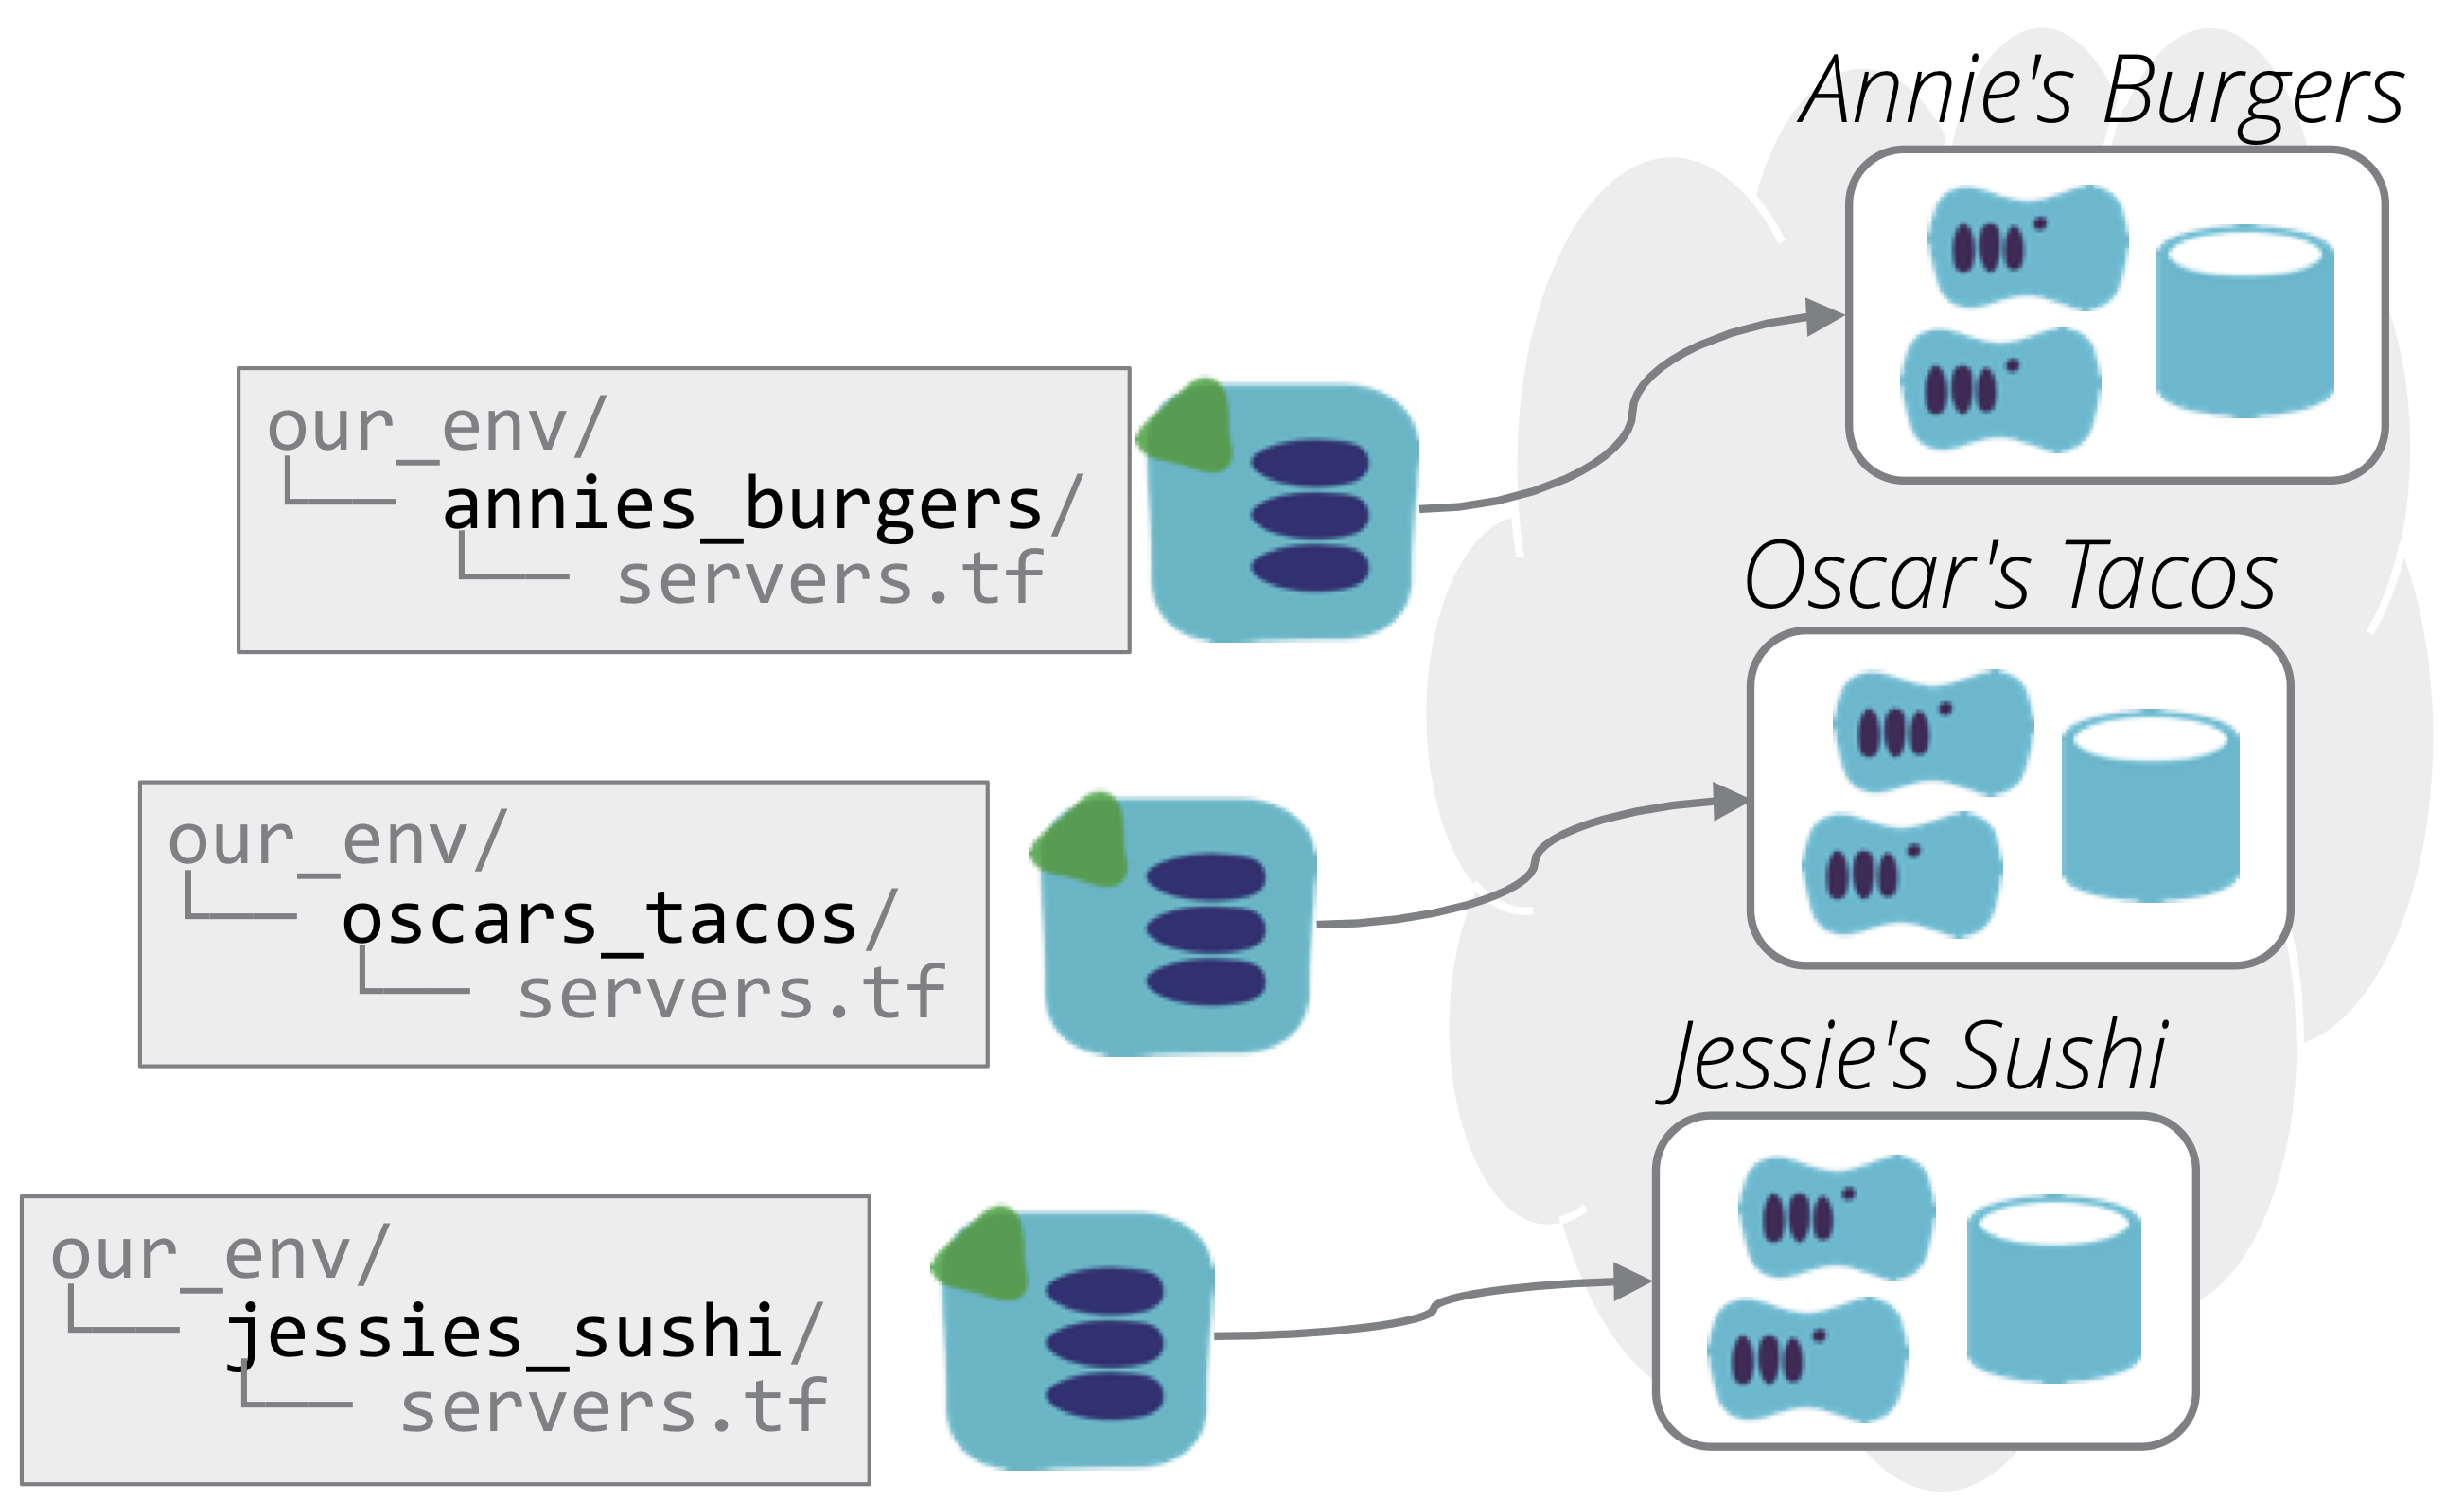 Annie's Burgers
our_env/
└── annies_burgers/
└── servers.tf
Oscar's Tacos
our_env/
└── oscars_tacos/
└── servers.tf
Jessie's Sushi
our_env/
└── jessies_sushi/
└── servers.tf